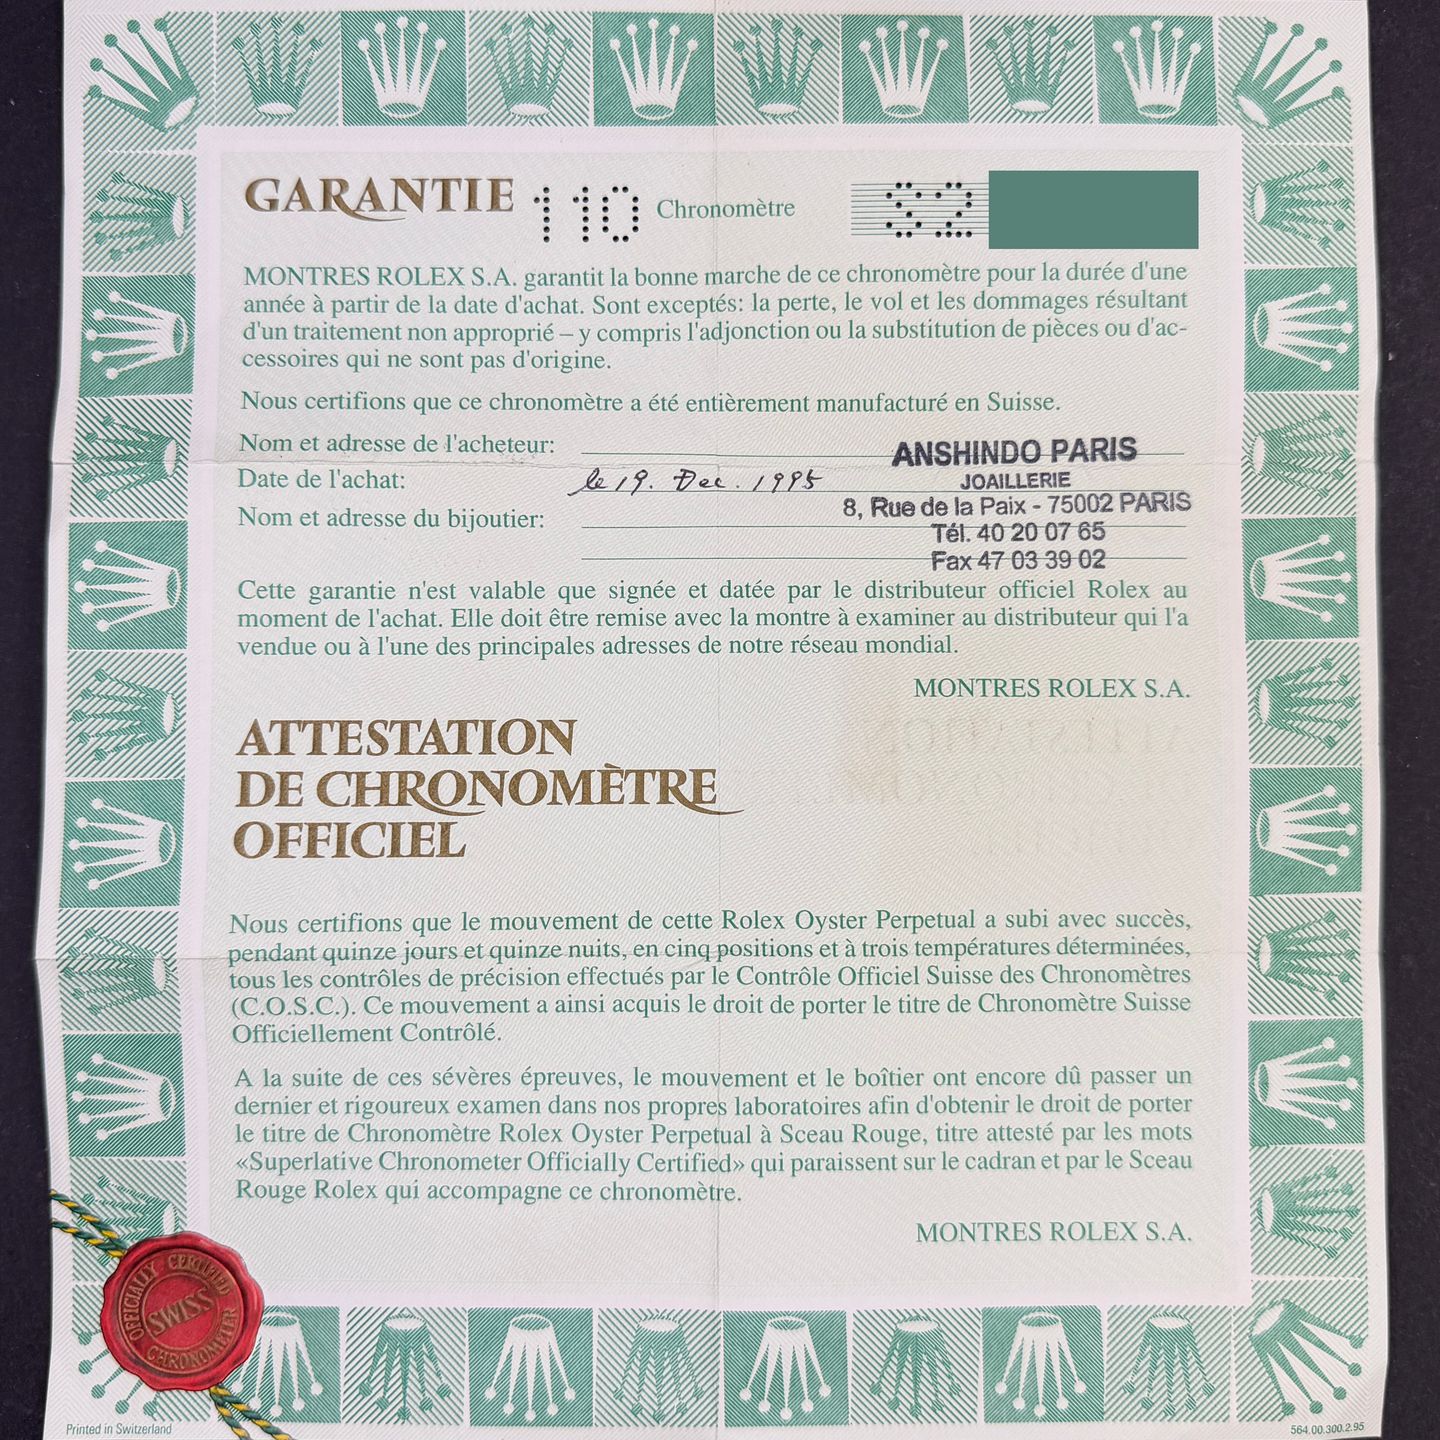 GARANTIE 110 Chronomètre S2
MONTRES ROLEX S.A. garantit la bonne marche de ce chronomètre pour la durée d'une
année à partir de la date d'achat. Sont exceptés: la perte, le vol et les dommages résultant
d'un traitement non approprié – y compris l'adjonction ou la substitution de pièces ou d'ac-
cessoires qui ne sont pas d'origine.
Nous certifions que ce chronomètre a été entièrement manufacturé en Suisse.
Nom et adresse de l'acheteur:
Date de l'achat: le 19. Dec. 1995
Nom et adresse du bijoutier:
ANSHINDO PARIS
JOAILLERIE
8, Rue de la Paix - 75002 PARIS
Tél. 40 20 07 65
Fax 47 03 39 02
Cette garantie n'est valable que signée et datée par le distributeur officiel Rolex au
moment de l'achat. Elle doit être remise avec la montre à examiner au distributeur qui l'a
vendue ou à l'une des principales adresses de notre réseau mondial.
MONTRES ROLEX S.A.
ATTESTATION
DE CHRONOMÈTRE
OFFICIEL
Nous certifions que le mouvement de cette Rolex Oyster Perpetual a subi avec succès,
pendant quinze jours et quinze nuits, en cinq positions et à trois températures déterminées,
tous les contrôles de précision effectués par le Contrôle Officiel Suisse des Chronomètres
(C.O.S.C.). Ce mouvement a ainsi acquis le droit de porter le titre de Chronomètre Suisse
Officiellement Contrôlé.
A la suite de ces sévères épreuves, le mouvement et le boîtier ont encore dû passer un
dernier et rigoureux examen dans nos propres laboratoires afin d'obtenir le droit de porter
le titre de Chronomètre Rolex Oyster Perpetual à Sceau Rouge, titre attesté par les mots
«Superlative Chronometer Officially Certified» qui paraissent sur le cadran et par le Sceau
Rouge Rolex qui accompagne ce chronomètre.
MONTRES ROLEX S.A.
OFFICIALLY CERTIFIED
SWISS
CHRONOMETER
Printed in Switzerland
564.00.300.2.95